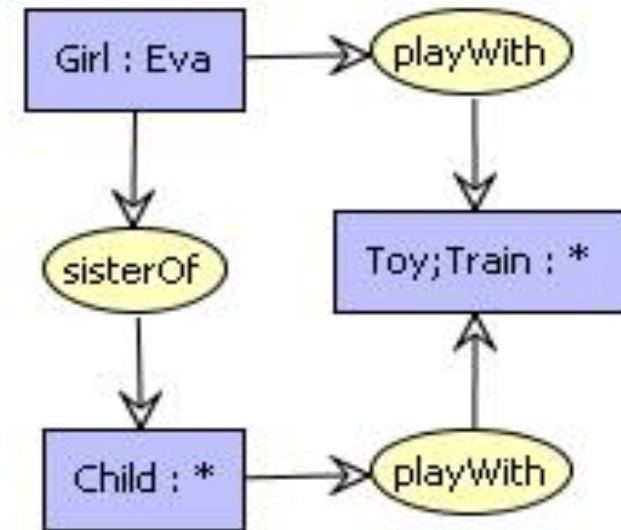 Girl : Eva
playWith
sisterOf
Toy;Train : *
Child : *
playWith